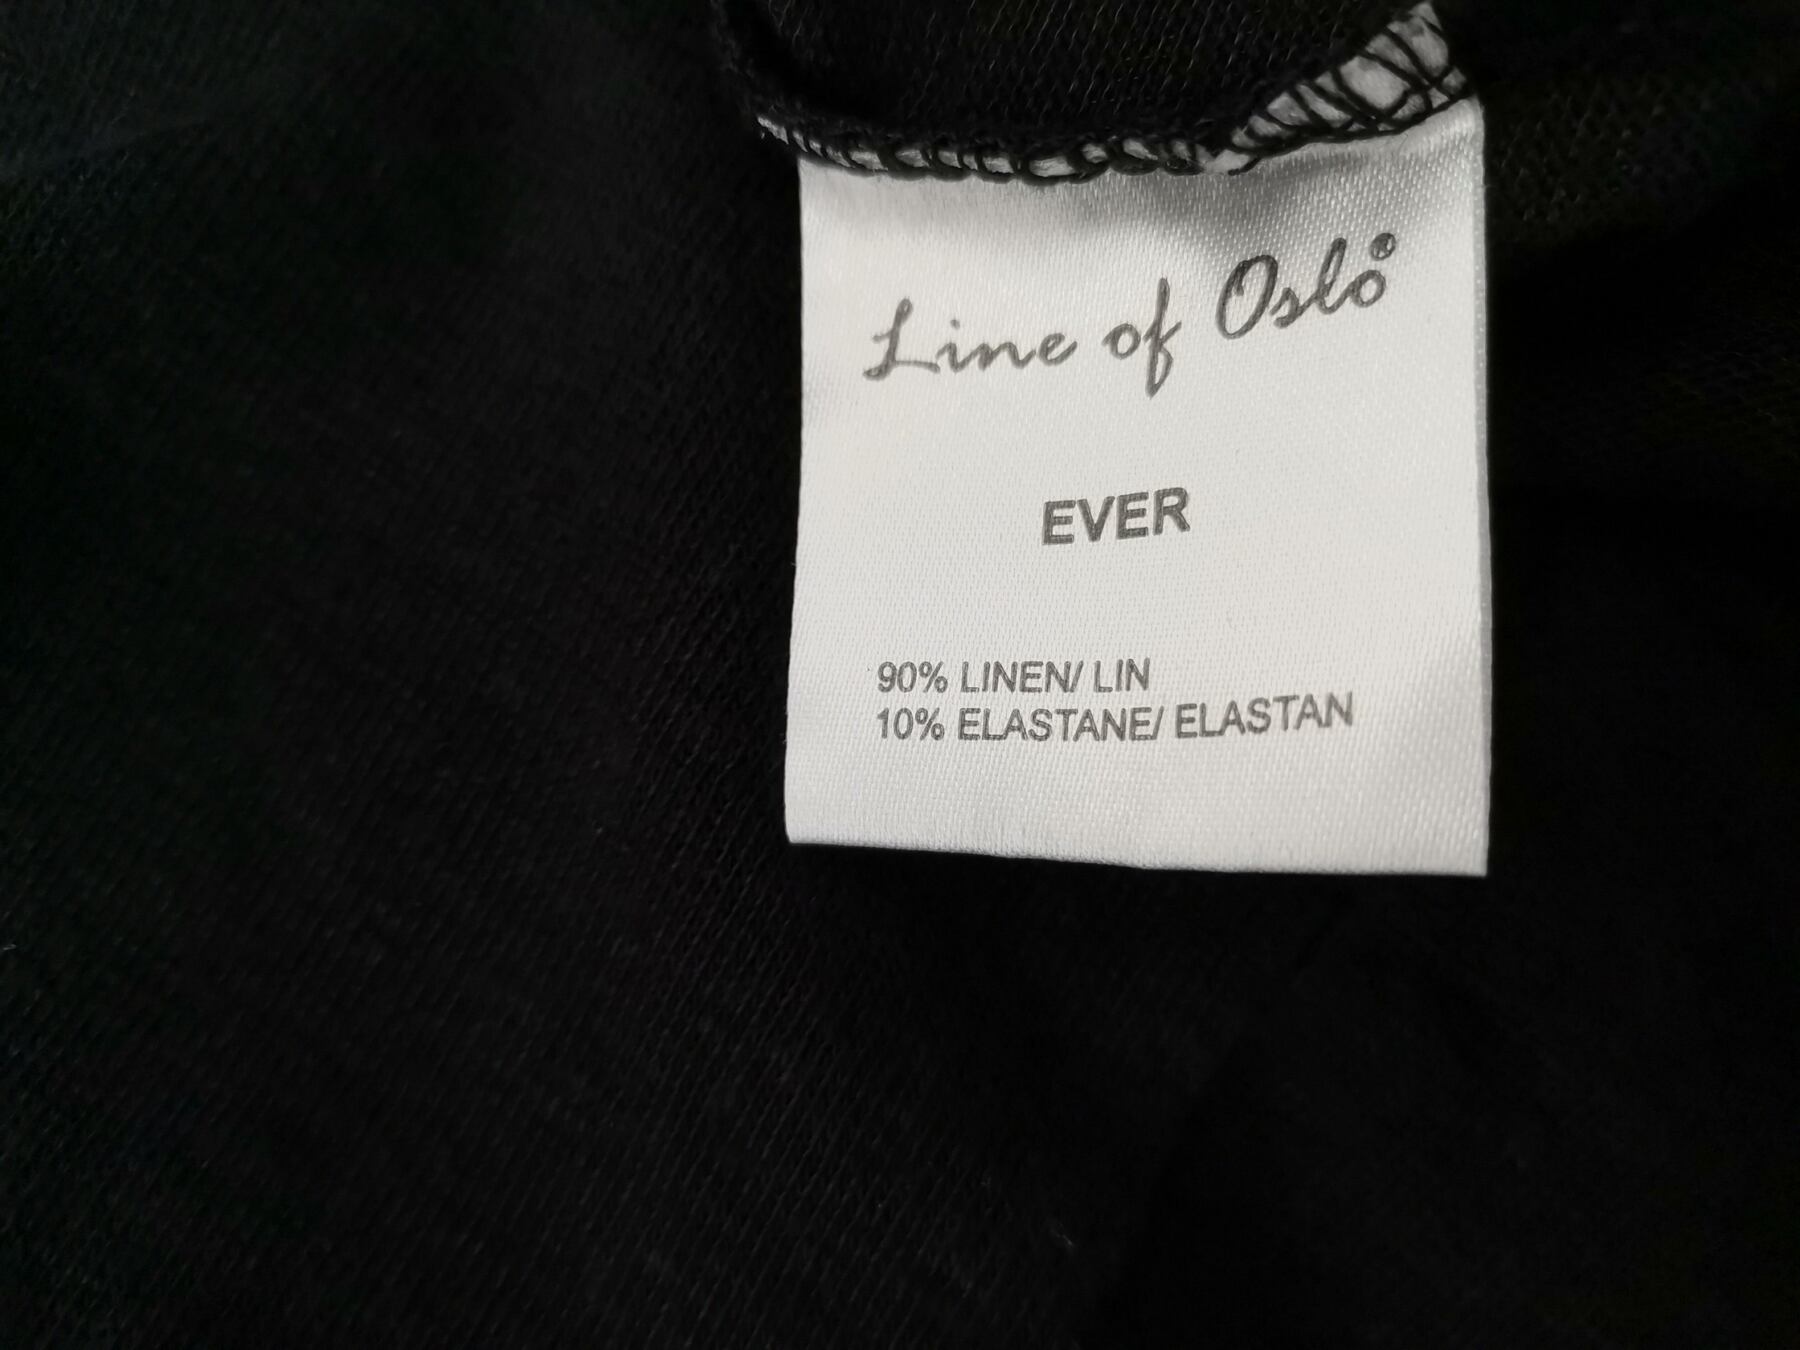 Line of Oslo®
EVER
90% LINEN/ LIN
10% ELASTANE/ ELASTAN